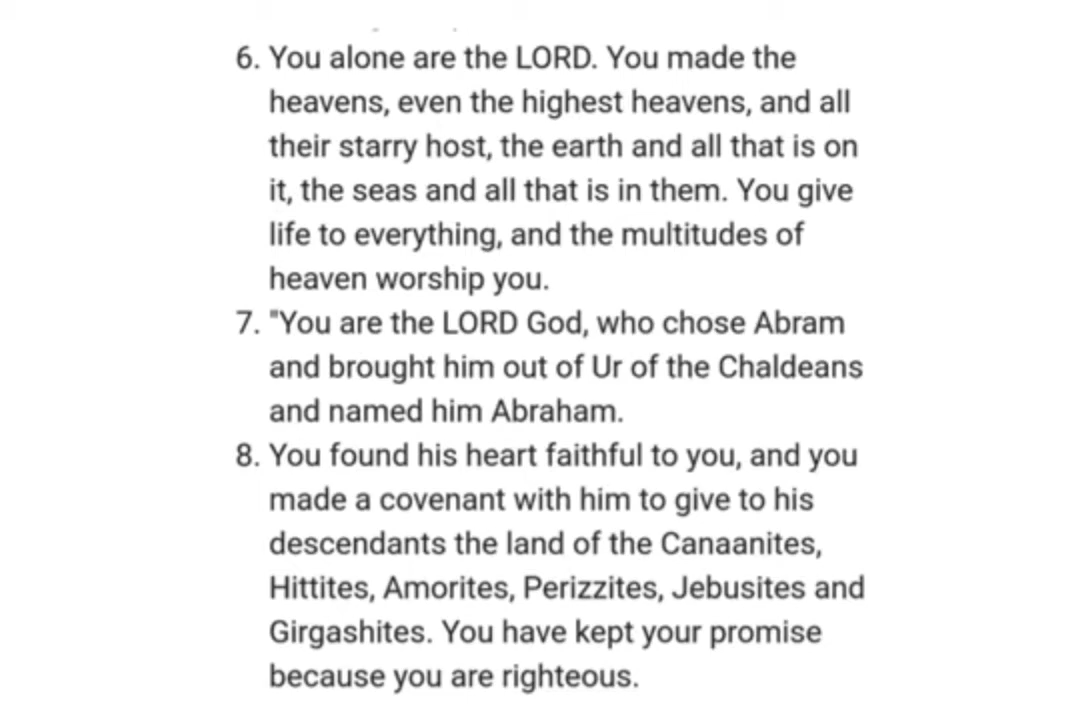 6. You alone are the LORD. You made the
heavens, even the highest heavens, and all
their starry host, the earth and all that is on
it, the seas and all that is in them. You give
life to everything, and the multitudes of
heaven worship you.
7. "You are the LORD God, who chose Abram
and brought him out of Ur of the Chaldeans
and named him Abraham.
8. You found his heart faithful to you, and you
made a covenant with him to give to his
descendants the land of the Canaanites,
Hittites, Amorites, Perizzites, Jebusites and
Girgashites. You have kept your promise
because you are righteous.